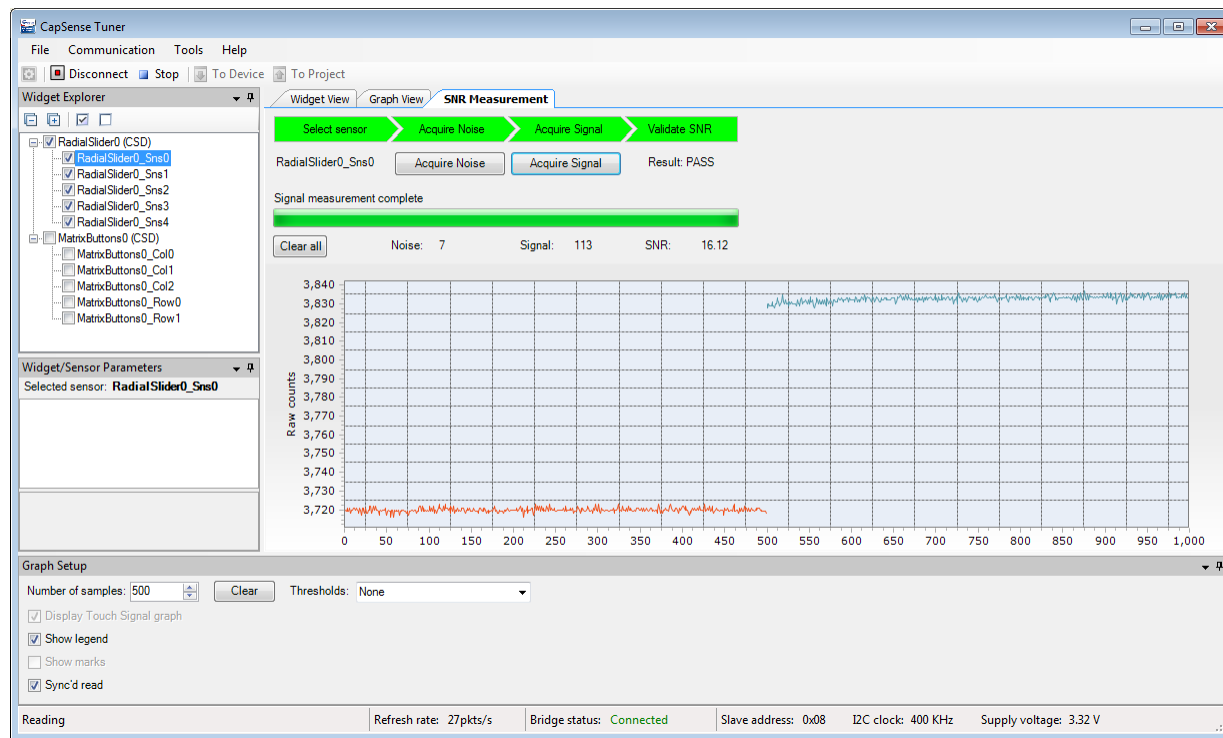 CapSense Tuner
File Communication Tools Help
Disconnect Stop To Device To Project
Widget Explorer
Widget View Graph View SNR Measurement
Select sensor Acquire Noise Acquire Signal Validate SNR
RadialSlider0 (CSD)
RadialSlider0_Sns0
RadialSlider0_Sns1
RadialSlider0_Sns2
RadialSlider0_Sns3
RadialSlider0_Sns4
MatrixButtons0 (CSD)
MatrixButtons0_Col0
MatrixButtons0_Col1
MatrixButtons0_Col2
MatrixButtons0_Row0
MatrixButtons0_Row1
RadialSlider0_Sns0 Acquire Noise Acquire Signal Result: PASS
Signal measurement complete
Clear all Noise: 7 Signal: 113 SNR: 16.12
Widget/Sensor Parameters
Selected sensor: RadialSlider0_Sns0
Raw counts
3,840
3,830
3,820
3,810
3,800
3,790
3,780
3,770
3,760
3,750
3,740
3,730
3,720
0 50 100 150 200 250 300 350 400 450 500 550 600 650 700 750 800 850 900 950 1,000
Graph Setup
Number of samples: 500 Clear Thresholds: None
Display Touch Signal graph
Show legend
Show marks
Sync'd read
Reading Refresh rate: 27pkts/s Bridge status: Connected Slave address: 0x08 I2C clock: 400 KHz Supply voltage: 3.32 V